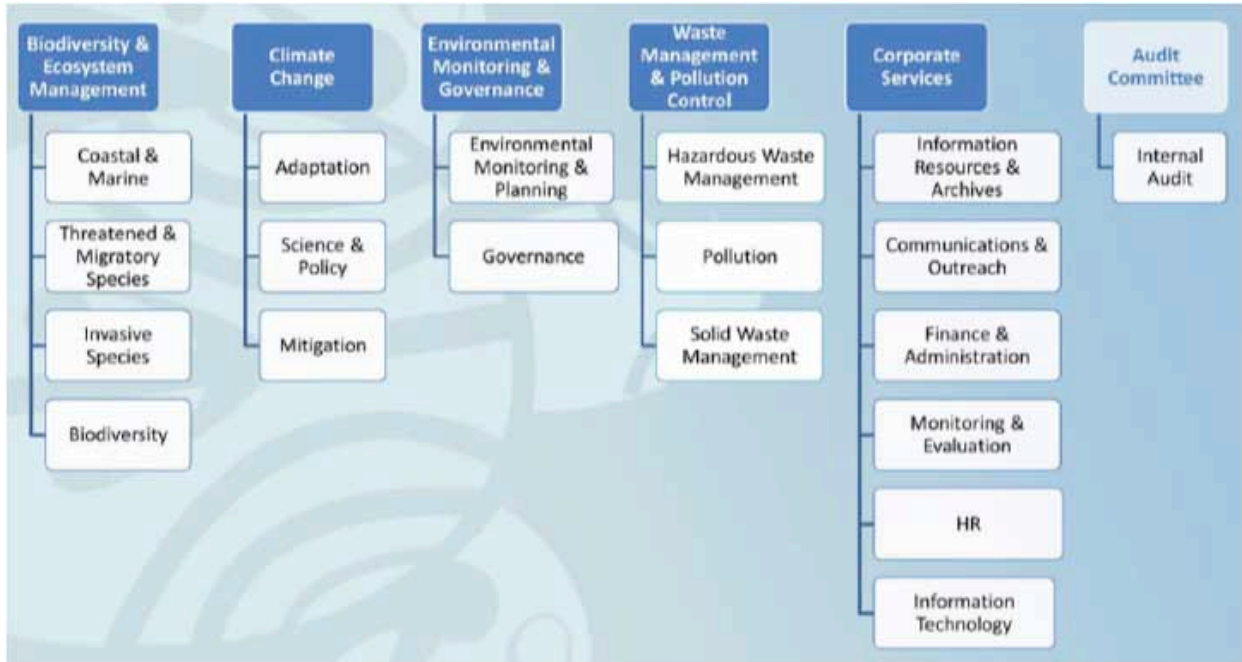 Biodiversity &
Ecosystem
Management
Coastal &
Marine
Threatened &
Migratory
Species
Invasive
Species
Biodiversity
Climate
Change
Adaptation
Science &
Policy
Mitigation
Environmental
Monitoring &
Governance
Environmental
Monitoring &
Planning
Governance
Waste
Management
& Pollution
Control
Hazardous Waste
Management
Pollution
Solid Waste
Management
Corporate
Services
Information
Resources &
Archives
Communications &
Outreach
Finance &
Administration
Monitoring &
Evaluation
HR
Information
Technology
Audit
Committee
Internal
Audit